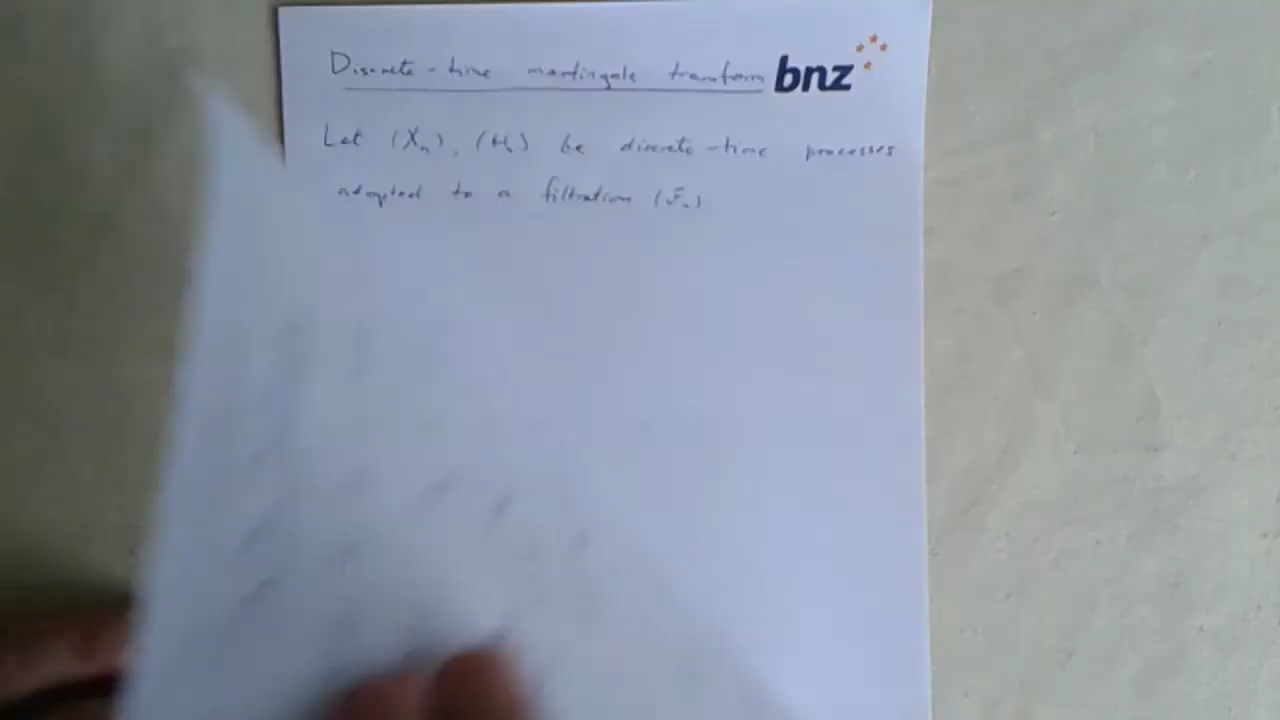 Discrete-time martingale transform bnz
Let (Xₙ), (Hₙ) be discrete-time processes
adapted to a filtration (Fₙ)